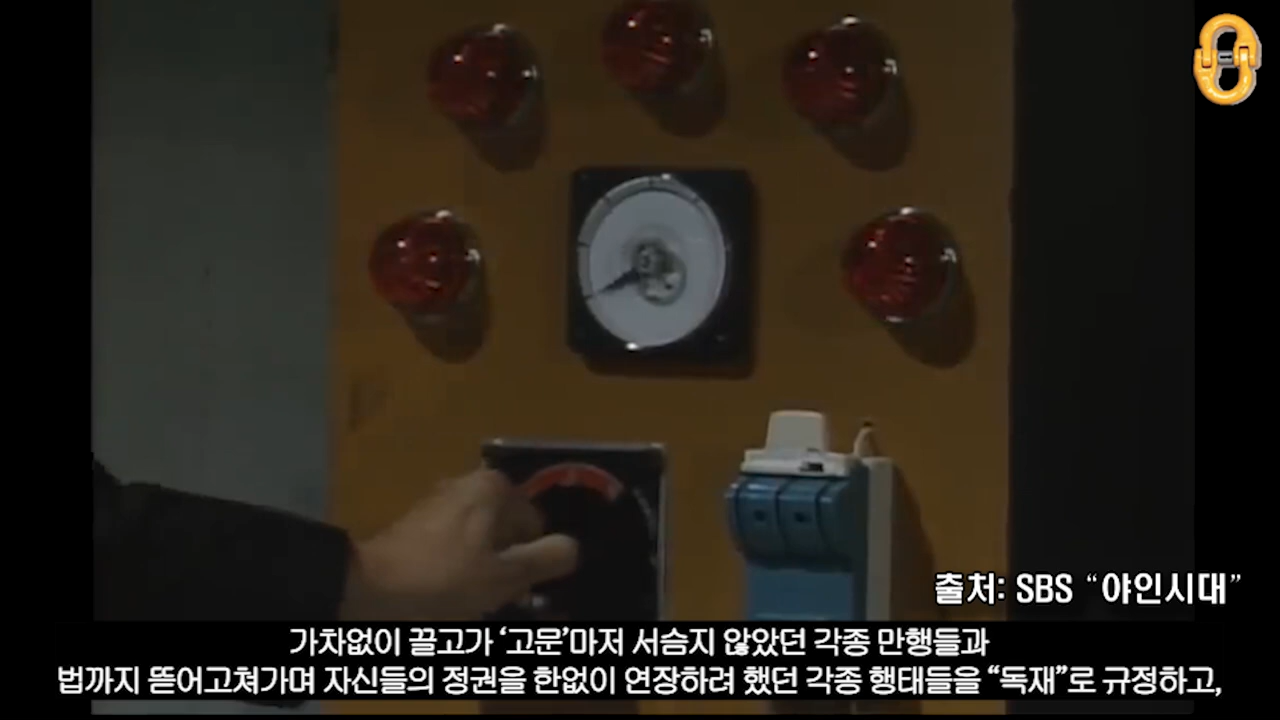 출처: SBS “야인시대”
가차없이 끌고가 ‘고문’마저 서슴지 않았던 각종 만행들과
법까지 뜯어고쳐가며 자신들의 정권을 한없이 연장하려 했던 각종 행태들을 “독재”로 규정하고,